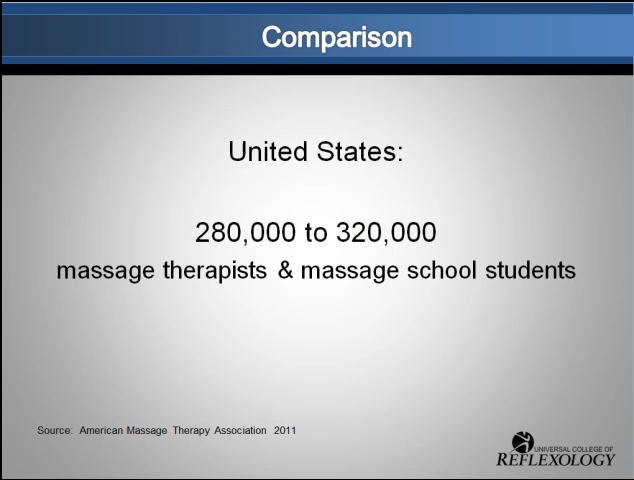 Comparison
United States:
280,000 to 320,000
massage therapists & massage school students
Source: American Massage Therapy Association 2011
UNIVERSAL COLLEGE OF
REFLEXOLOGY